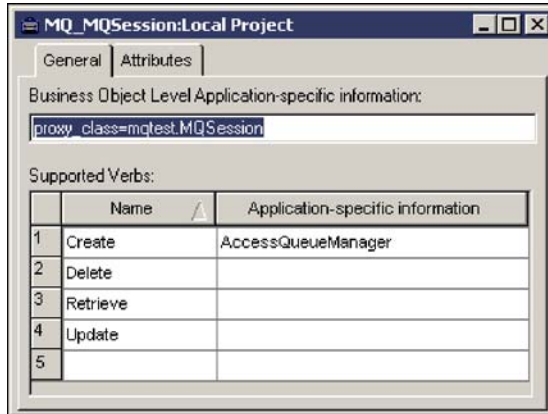 MQ_MQSession:Local Project
General Attributes
Business Object Level Application-specific information:
proxy_class=mqtest.MQSession
Supported Verbs:
Name Application-specific information
1 Create AccessQueueManager
2 Delete
3 Retrieve
4 Update
5